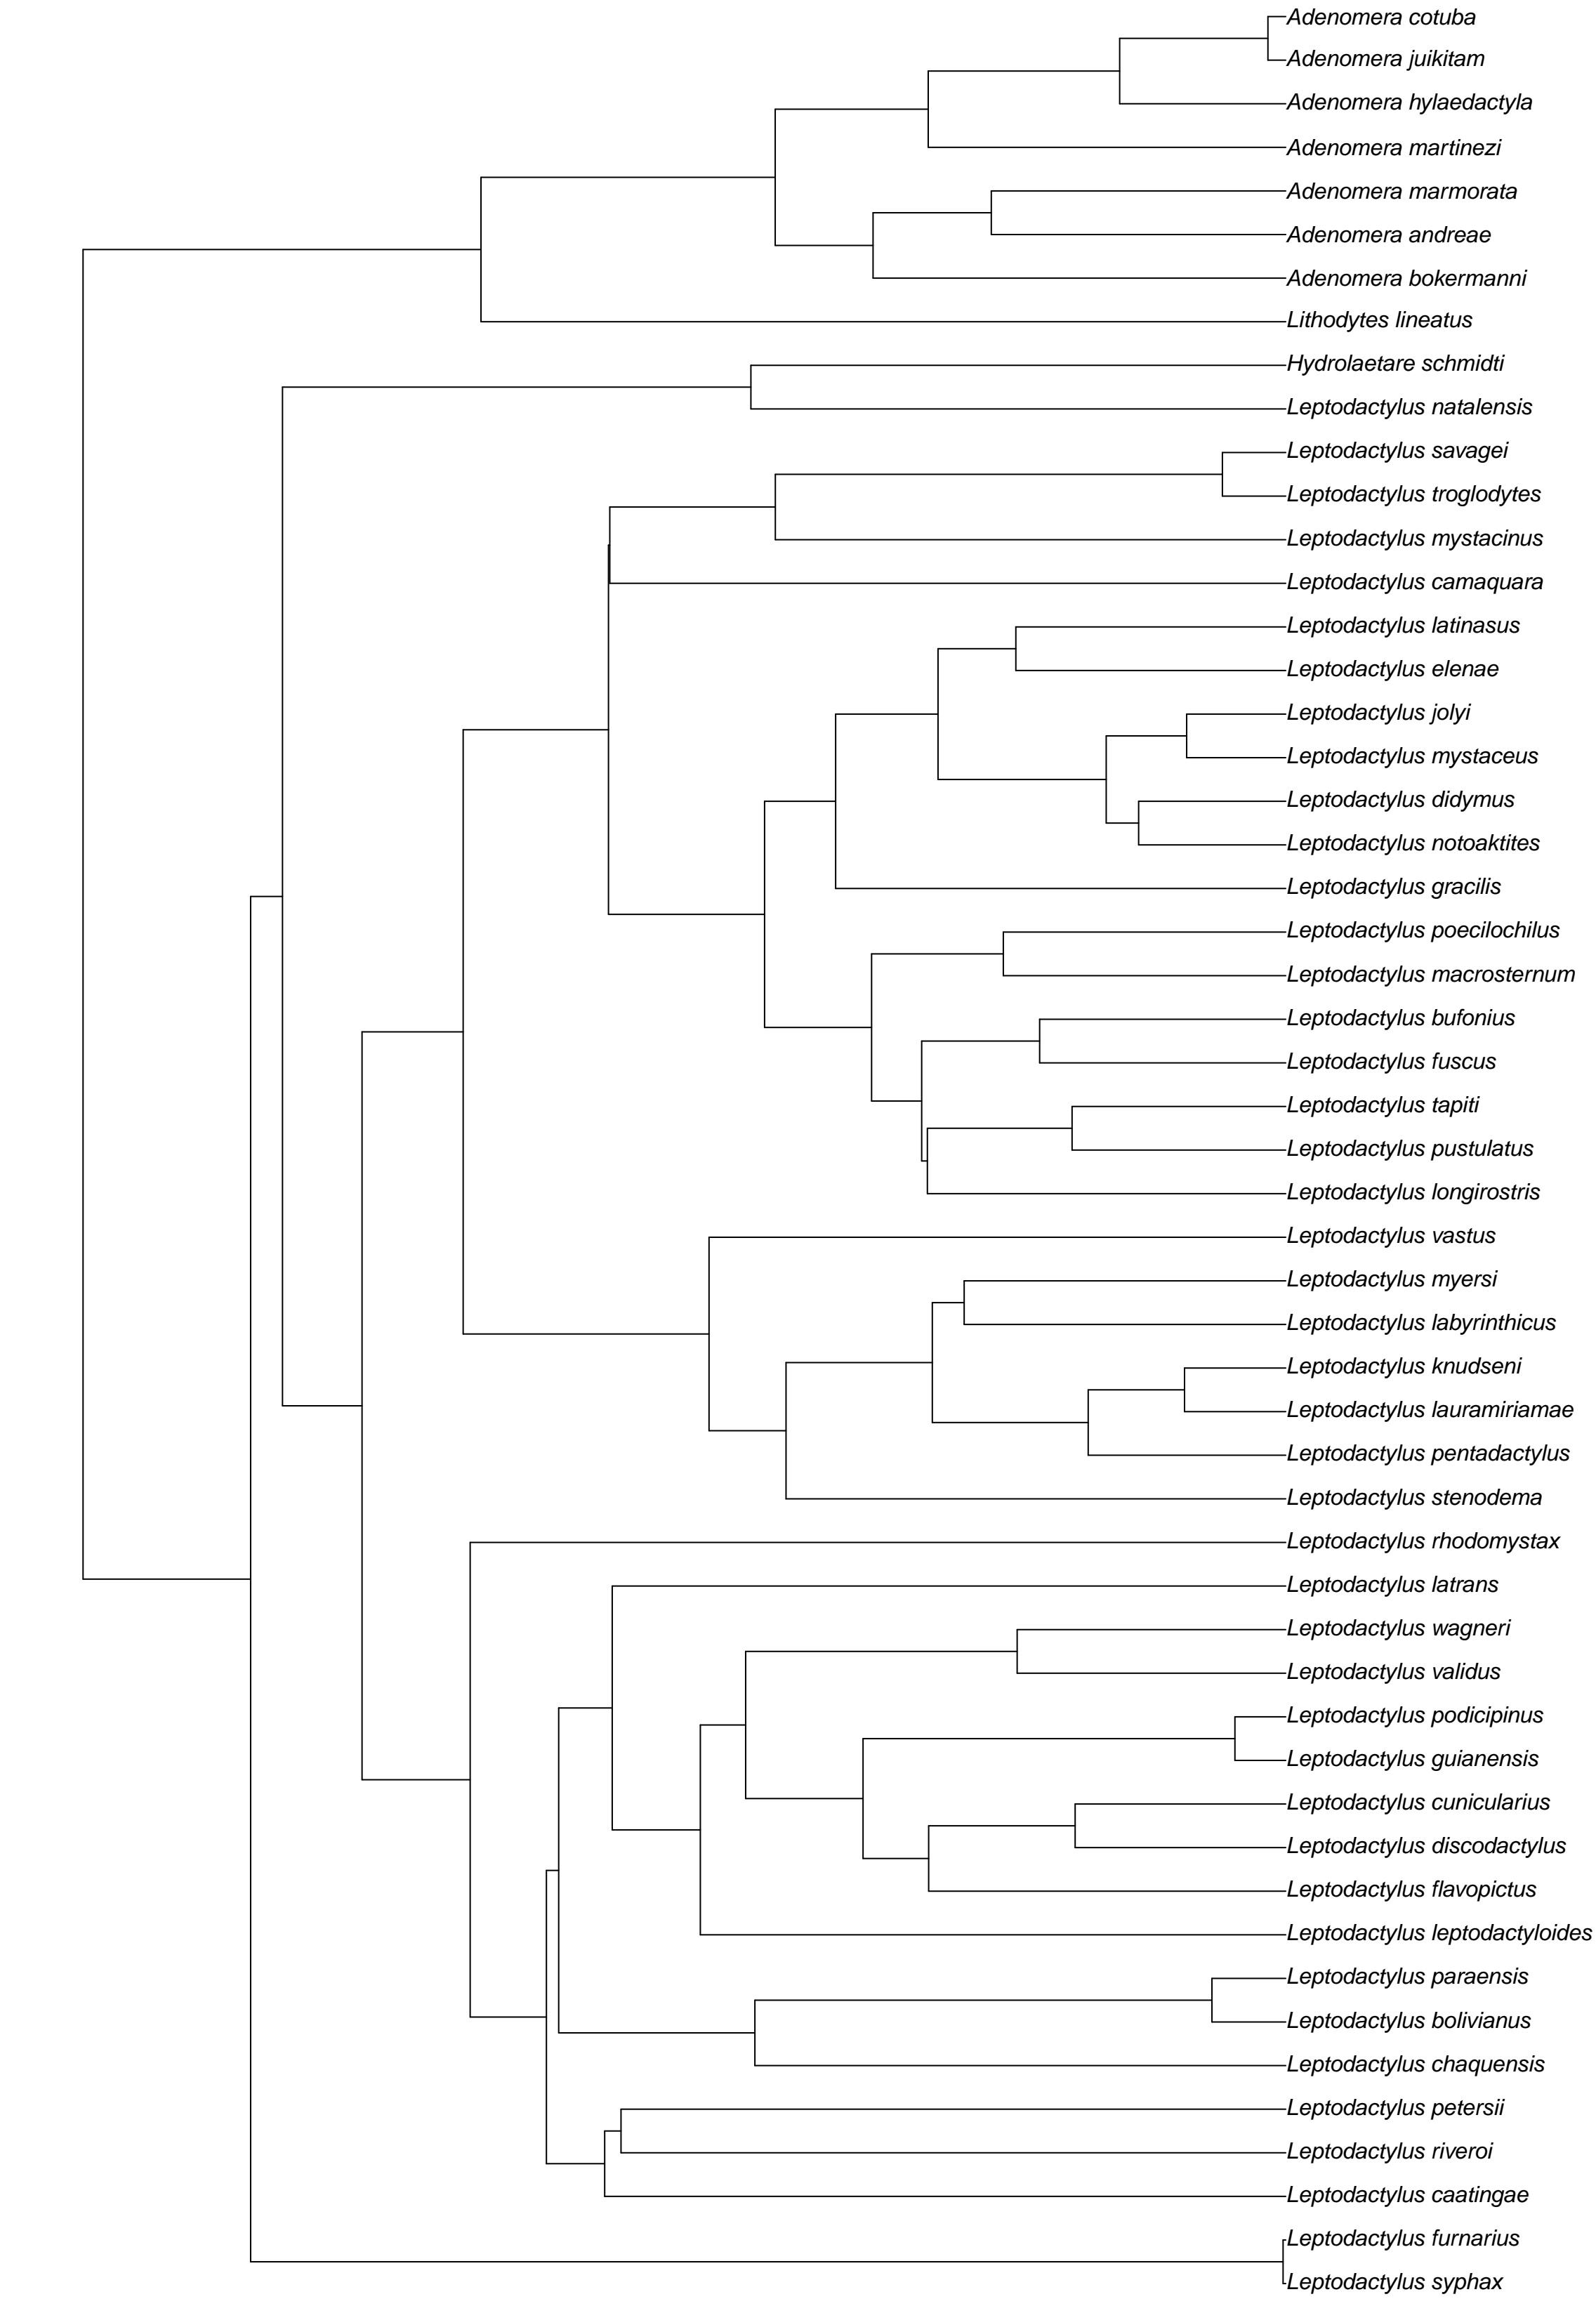 Adenomera cotuba
Adenomera juikitam
Adenomera hylaedactyla
Adenomera martinezi
Adenomera marmorata
Adenomera andreae
Adenomera bokermanni
Lithodytes lineatus
Hydrolaetare schmidti
Leptodactylus natalensis
Leptodactylus savagei
Leptodactylus troglodytes
Leptodactylus mystacinus
Leptodactylus camaquara
Leptodactylus latinasus
Leptodactylus elenae
Leptodactylus jolyi
Leptodactylus mystaceus
Leptodactylus didymus
Leptodactylus notoaktites
Leptodactylus gracilis
Leptodactylus poecilochilus
Leptodactylus macrosternum
Leptodactylus bufonius
Leptodactylus fuscus
Leptodactylus tapiti
Leptodactylus pustulatus
Leptodactylus longirostris
Leptodactylus vastus
Leptodactylus myersi
Leptodactylus labyrinthicus
Leptodactylus knudseni
Leptodactylus lauramiriamae
Leptodactylus pentadactylus
Leptodactylus stenodema
Leptodactylus rhodomystax
Leptodactylus latrans
Leptodactylus wagneri
Leptodactylus validus
Leptodactylus podicipinus
Leptodactylus guianensis
Leptodactylus cunicularius
Leptodactylus discodactylus
Leptodactylus flavopictus
Leptodactylus leptodactyloides
Leptodactylus paraensis
Leptodactylus bolivianus
Leptodactylus chaquensis
Leptodactylus petersii
Leptodactylus riveroi
Leptodactylus caatingae
Leptodactylus furnarius
Leptodactylus syphax